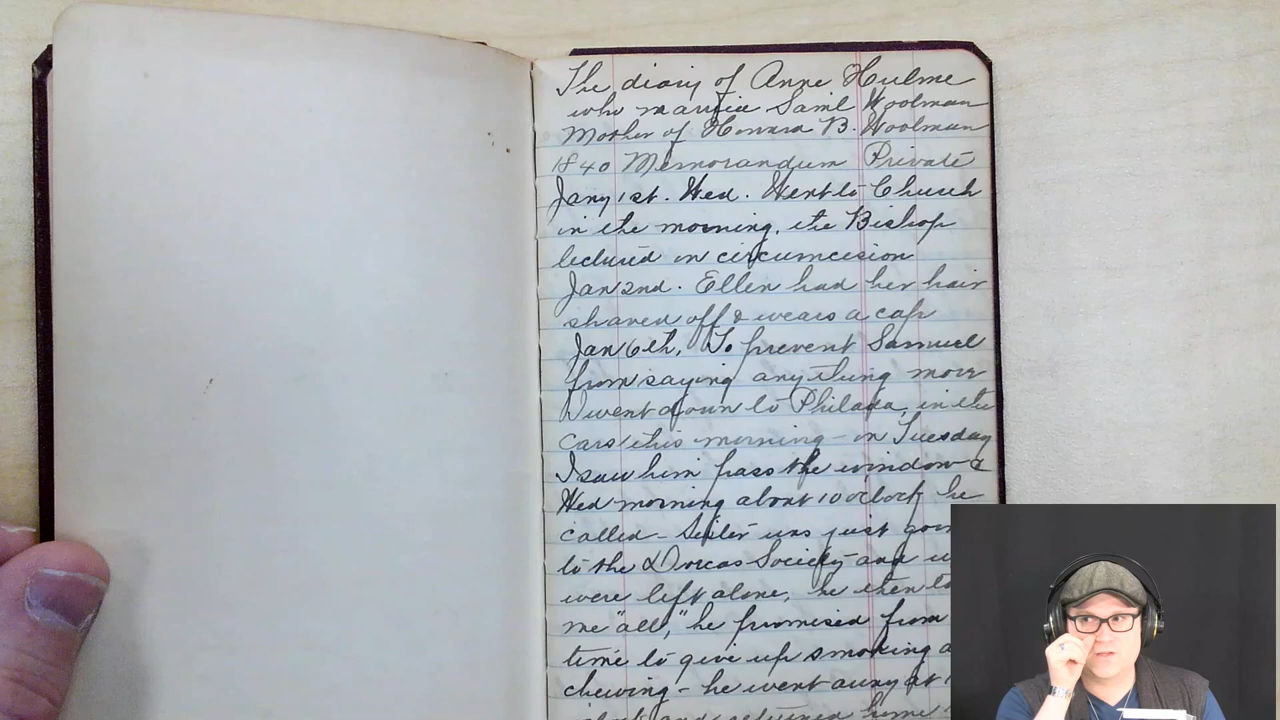 The diary of Anne Hulme
who married Saml Woolman
Mother of Howard B. Woolman
1840 Memorandum Private
Jany 1st. Wed. Went to Church
in the morning, the Bishop
lectured on circumcision
Jan 2nd. Ellen had her hair
shaved off & wears a cap
Jan 6th, To prevent Samuel
from saying anything more
I went down to Philada, in the
cars this morning - on Tuesday
I saw him pass the window &
Wed morning about 10 o'clock he
called - Sister was just
to the Dorcas Society and
were left alone, he then
me "all," he promised from
time to give up smoking
chewing - he went away at
and returned home